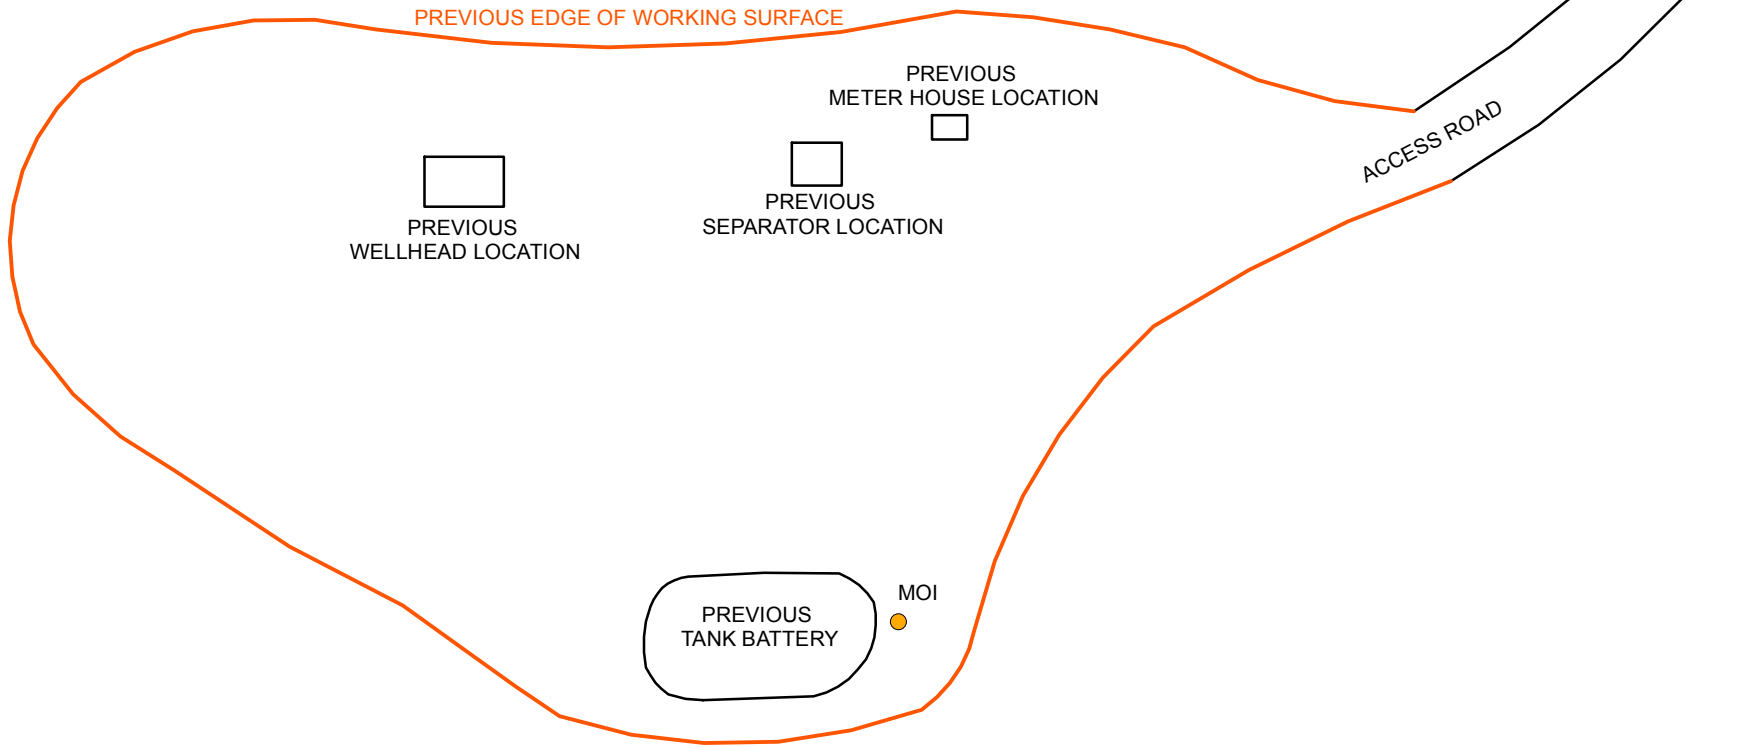 PREVIOUS EDGE OF WORKING SURFACE
PREVIOUS
METER HOUSE LOCATION
ACCESS ROAD
PREVIOUS
SEPARATOR LOCATION
PREVIOUS
WELLHEAD LOCATION
MOI
PREVIOUS
TANK BATTERY